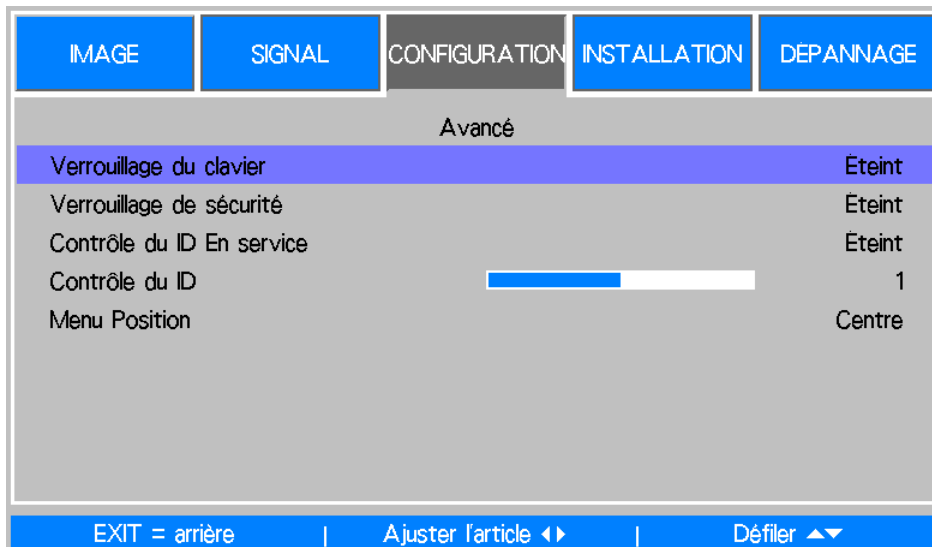 IMAGE SIGNAL CONFIGURATION INSTALLATION DÉPANNAGE
Avancé
Verrouillage du clavier Éteint
Verrouillage de sécurité Éteint
Contrôle du ID En service Éteint
Contrôle du ID 1
Menu Position Centre
EXIT = arrière | Ajuster l'article ◂▸ | Défiler ▴▾